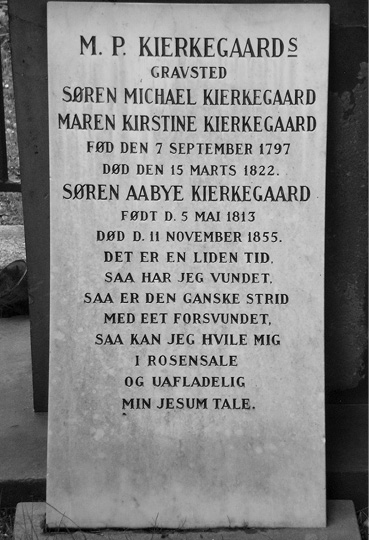 M. P. KIERKEGAARDS
GRAVSTED
SØREN MICHAEL KIERKEGAARD
MAREN KIRSTINE KIERKEGAARD
FØD DEN 7 SEPTEMBER 1797
DØD DEN 15 MARTS 1822.
SØREN AABYE KIERKEGAARD
FØDT D. 5 MAI 1813
DØD D. 11 NOVEMBER 1855.
DET ER EN LIDEN TID,
SAA HAR JEG VUNDET,
SAA ER DEN GANSKE STRID
MED EET FORSVUNDET,
SAA KAN JEG HVILE MIG
I ROSENSALE
OG UAFLADELIG
MIN JESUM TALE.